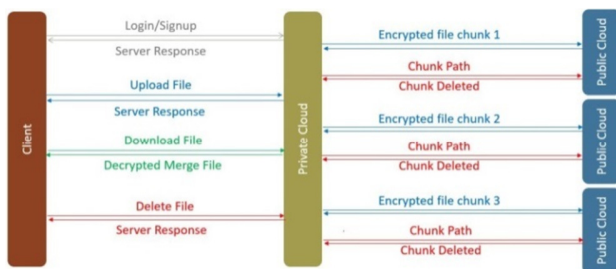 Client
Login/Signup
Server Response
Upload File
Server Response
Download File
Decrypted Merge File
Delete File
Server Response
Private Cloud
Encrypted file chunk 1
Chunk Path
Chunk Deleted
Public Cloud
Encrypted file chunk 2
Chunk Path
Chunk Deleted
Public Cloud
Encrypted file chunk 3
Chunk Path
Chunk Deleted
Public Cloud